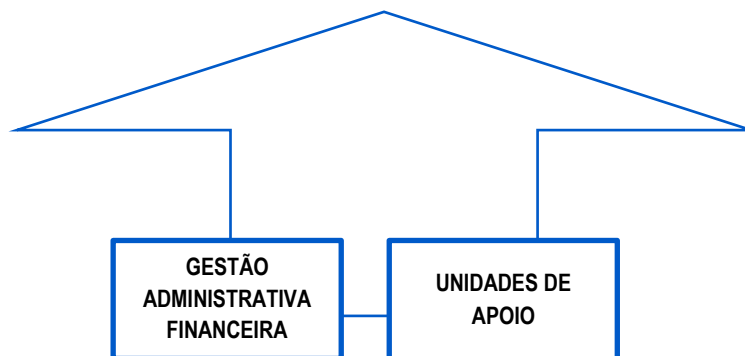 GESTÃO
ADMINISTRATIVA
FINANCEIRA
UNIDADES DE
APOIO